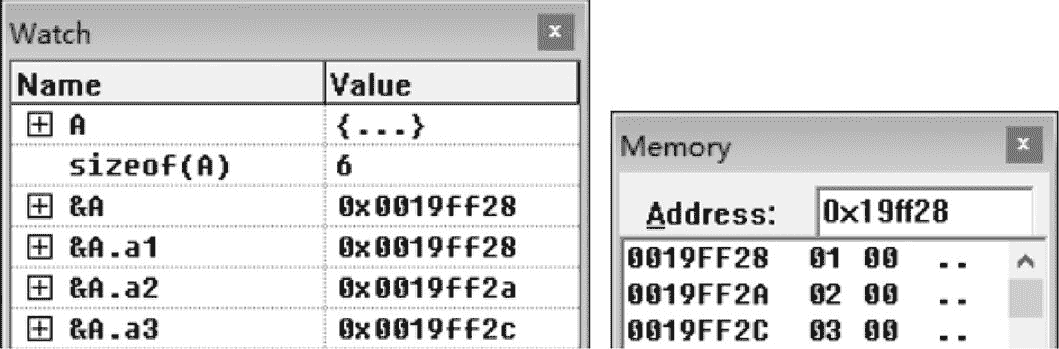 Watch
Name Value
A {...}
sizeof(A) 6
&A 0x0019ff28
&A.a1 0x0019ff28
&A.a2 0x0019ff2a
&A.a3 0x0019ff2c
Memory
Address: 0x19ff28
0019FF28 01 00 ..
0019FF2A 02 00 ..
0019FF2C 03 00 ..